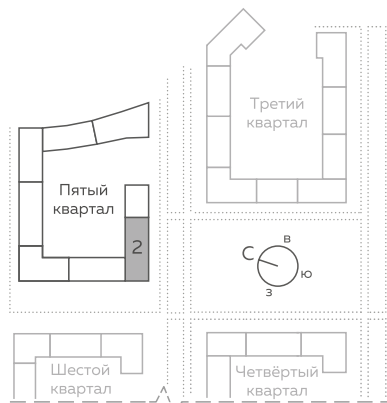 Третий
квартал
Пятый
квартал
2
в
С
ю
з
Шестой
квартал
Четвёртый
квартал